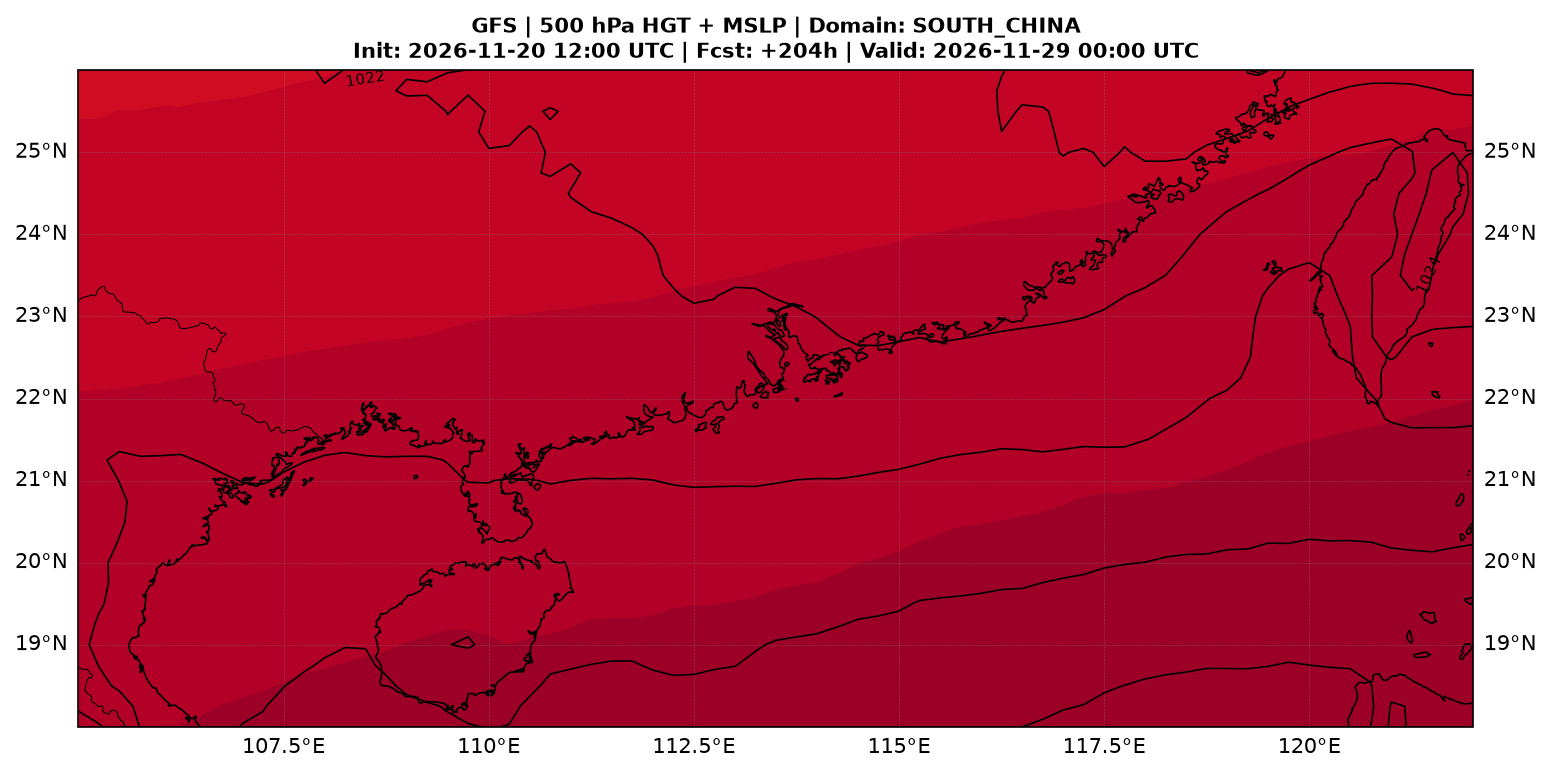 GFS | 500 hPa HGT + MSLP | Domain: SOUTH_CHINA
Init: 2026-11-20 12:00 UTC | Fcst: +204h | Valid: 2026-11-29 00:00 UTC
1022
25°N 25°N
24°N 24°N
1024
23°N 23°N
22°N 22°N
21°N 21°N
20°N 20°N
19°N 19°N
107.5°E 110°E 112.5°E 115°E 117.5°E 120°E